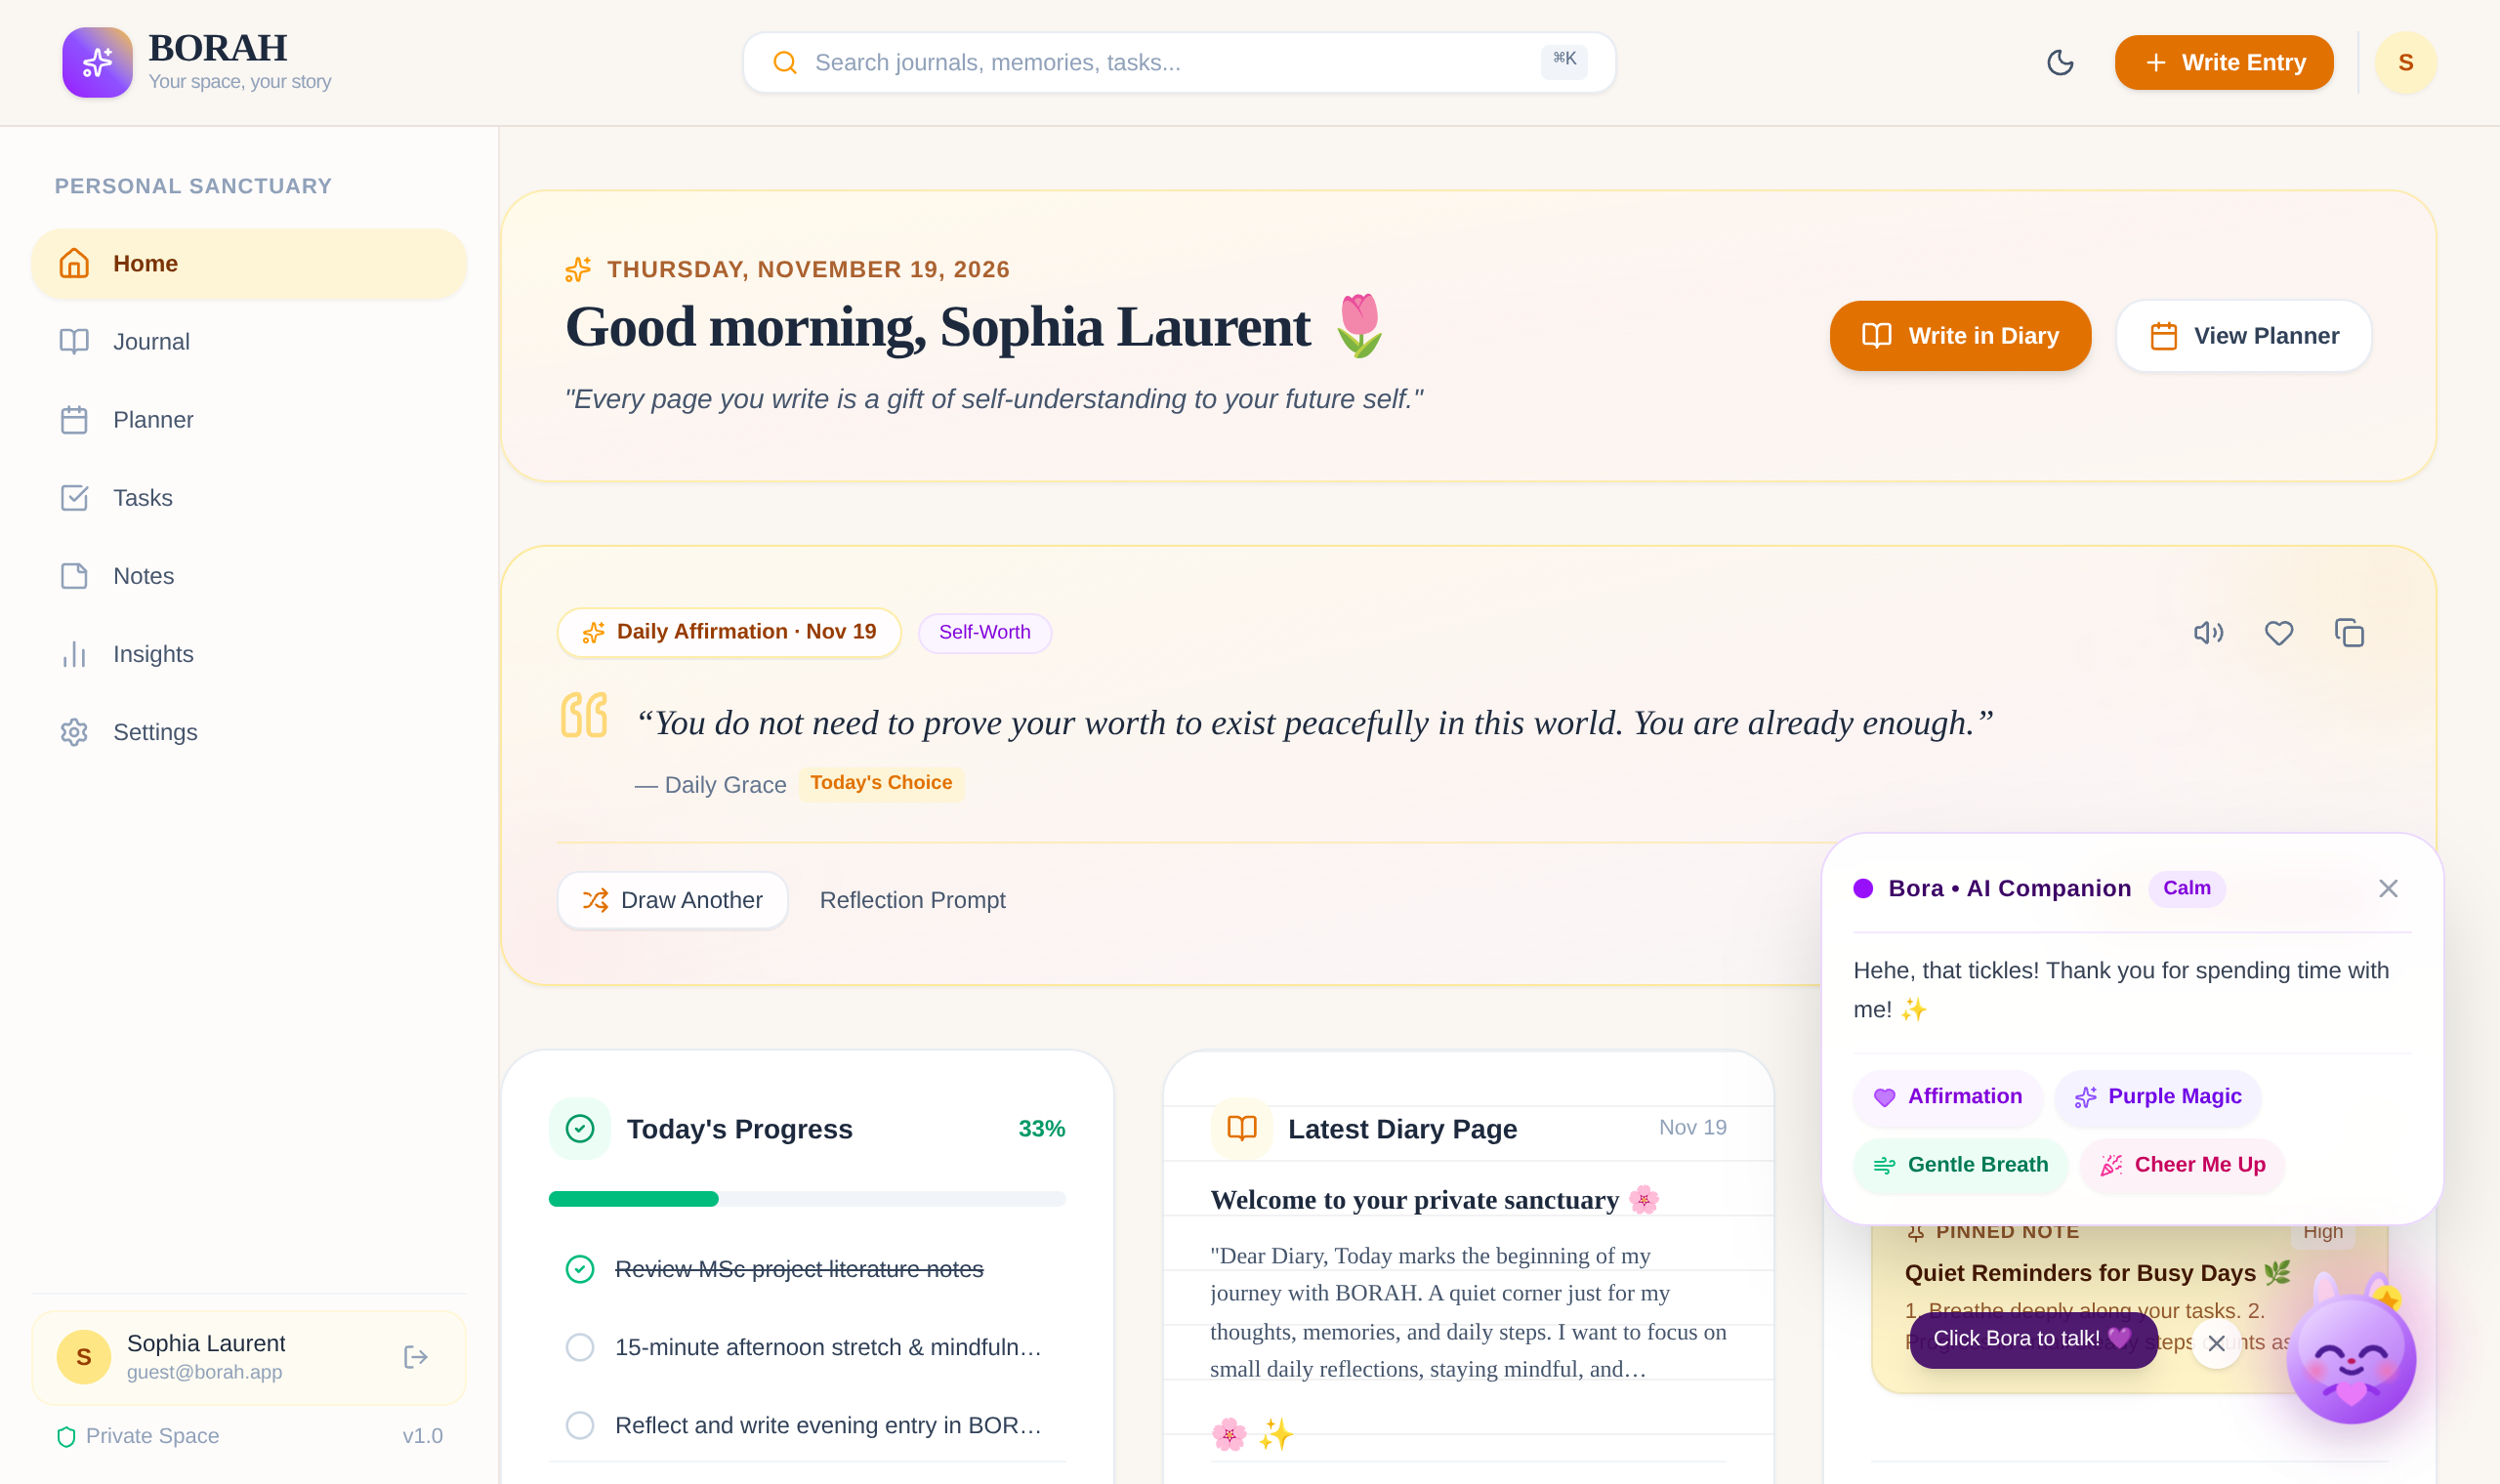 BORAH
Your space, your story
Search journals, memories, tasks...
⌘K
Write Entry
S
PERSONAL SANCTUARY
Home
Journal
Planner
Tasks
Notes
Insights
Settings
S
Sophia Laurent
guest@borah.app
Private Space
v1.0
THURSDAY, NOVEMBER 19, 2026
Good morning, Sophia Laurent 🌷
"Every page you write is a gift of self-understanding to your future self."
Write in Diary
View Planner
Daily Affirmation · Nov 19
Self-Worth
“You do not need to prove your worth to exist peacefully in this world. You are already enough.”
— Daily Grace
Today's Choice
Draw Another
Reflection Prompt
Today's Progress
33%
Review MSc project literature notes
15-minute afternoon stretch & mindfuln...
Reflect and write evening entry in BOR...
Latest Diary Page
Nov 19
Welcome to your private sanctuary 🌸
"Dear Diary, Today marks the beginning of my
journey with BORAH. A quiet corner just for my
thoughts, memories, and daily steps. I want to focus on
small daily reflections, staying mindful, and…
🌸 ✨
Bora • AI Companion
Calm
Hehe, that tickles! Thank you for spending time with
me! ✨
Affirmation
Purple Magic
Gentle Breath
Cheer Me Up
PINNED NOTE
High
Quiet Reminders for Busy Days 🌿
1. Breathe deeply along your tasks. 2.
steps
as
Click Bora to talk! 💜